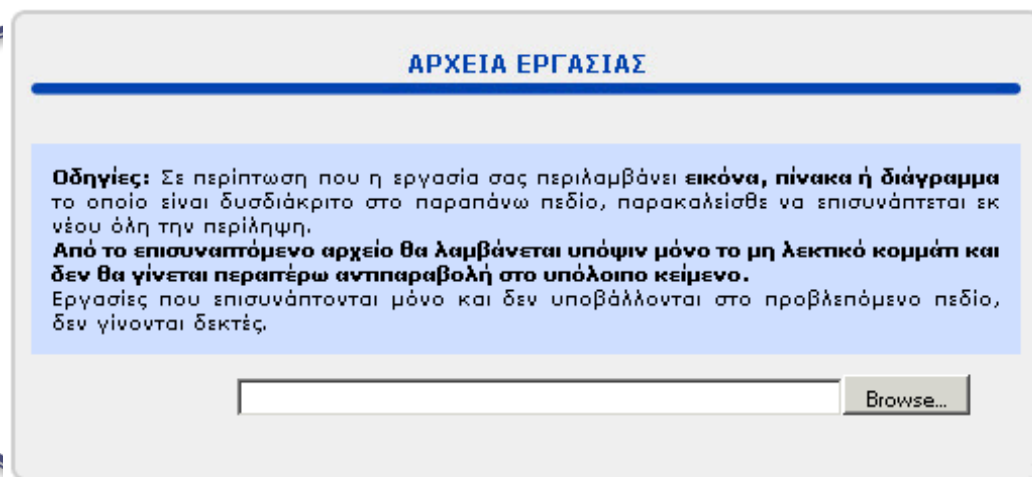 ΑΡΧΕΙΑ ΕΡΓΑΣΙΑΣ
Οδηγίες: Σε περίπτωση που η εργασία σας περιλαμβάνει εικόνα, πίνακα ή διάγραμμα
το οποίο είναι δυσδιάκριτο στο παραπάνω πεδίο, παρακαλείσθε να επισυνάπτεται εκ
νέου όλη την περίληψη.
Από το επισυναπτόμενο αρχείο θα λαμβάνεται υπόψιν μόνο το μη λεκτικό κομμάτι και
δεν θα γίνεται περαιτέρω αντιπαραβολή στο υπόλοιπο κείμενο.
Εργασίες που επισυνάπτονται μόνο και δεν υποβάλλονται στο προβλεπόμενο πεδίο,
δεν γίνονται δεκτές.
Browse...